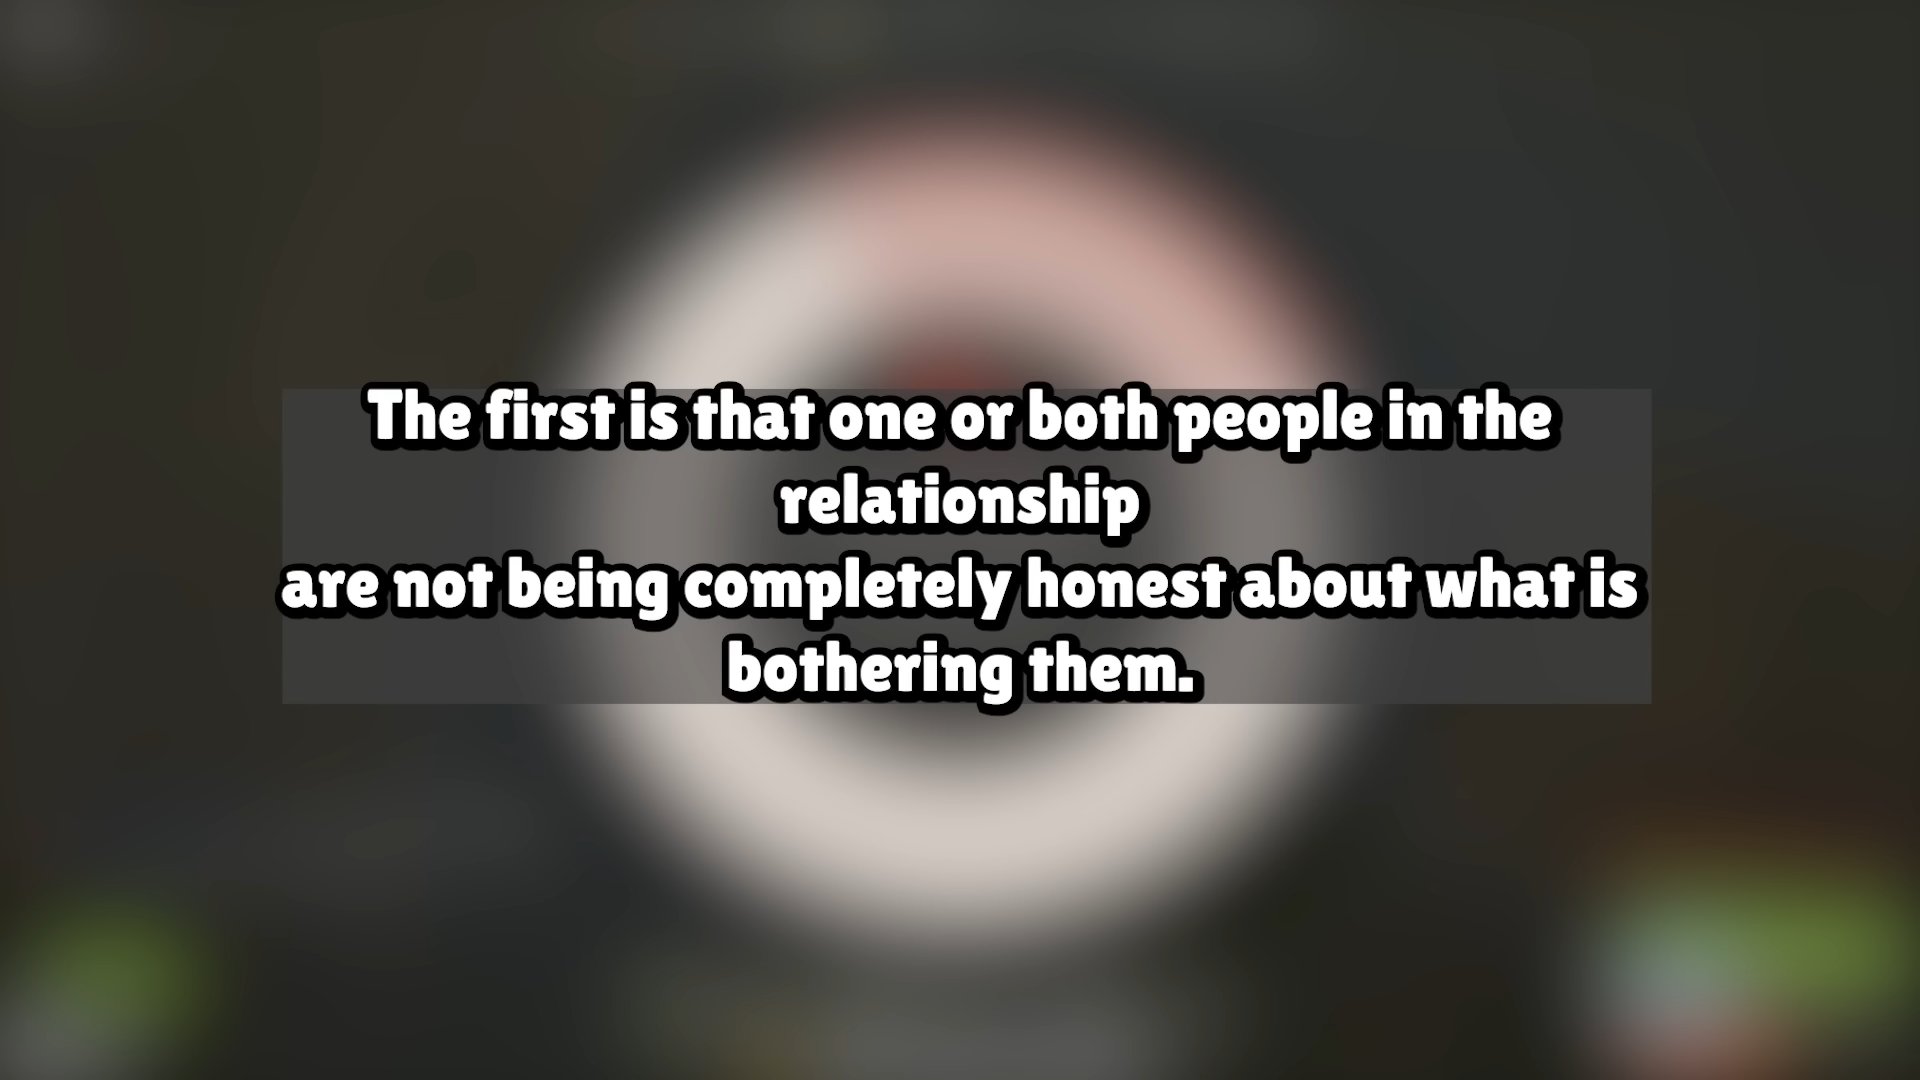 The first is that one or both people in the
relationship
are not being completely honest about what is
bothering them.